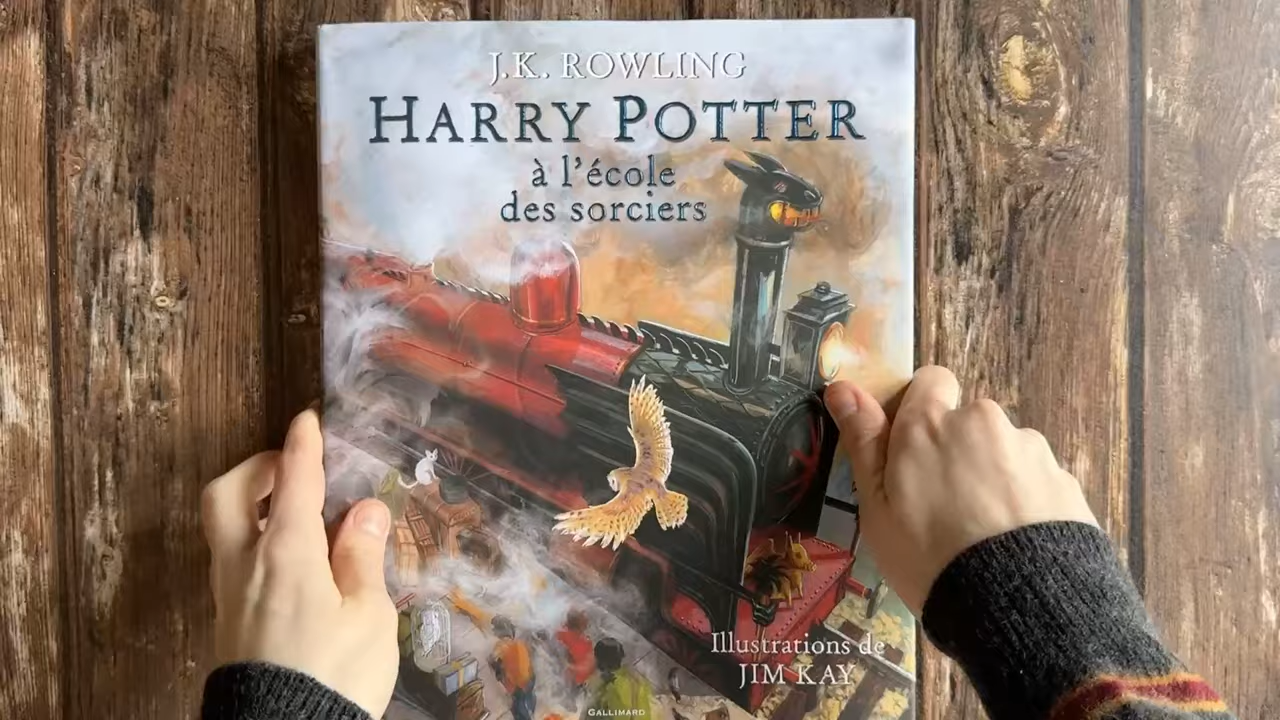 J.K. ROWLING
HARRY POTTER
à l'école
des sorciers
Illustrations de
JIM KAY
GALLIMARD